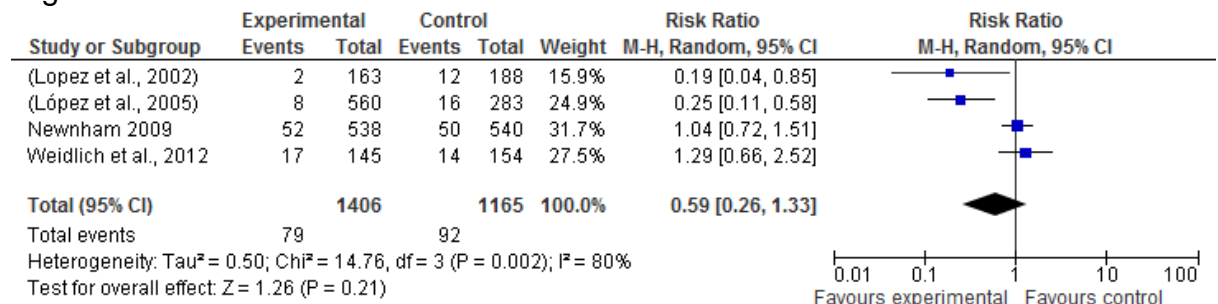 Experimental Control Risk Ratio Risk Ratio
Study or Subgroup Events Total Events Total Weight M-H, Random, 95% CI M-H, Random, 95% CI
(Lopez et al., 2002) 2 163 12 188 15.9% 0.19 [0.04, 0.85]
(López et al., 2005) 8 560 16 283 24.9% 0.25 [0.11, 0.58]
Newnham 2009 52 538 50 540 31.7% 1.04 [0.72, 1.51]
Weidlich et al., 2012 17 145 14 154 27.5% 1.29 [0.66, 2.52]
Total (95% CI) 1406 1165 100.0% 0.59 [0.26, 1.33]
Total events 79 92
Heterogeneity: Tau² = 0.50; Chi² = 14.76, df = 3 (P = 0.002); I² = 80%
Test for overall effect: Z = 1.26 (P = 0.21)
0.01 0.1 1 10 100
Favours experimental Favours control